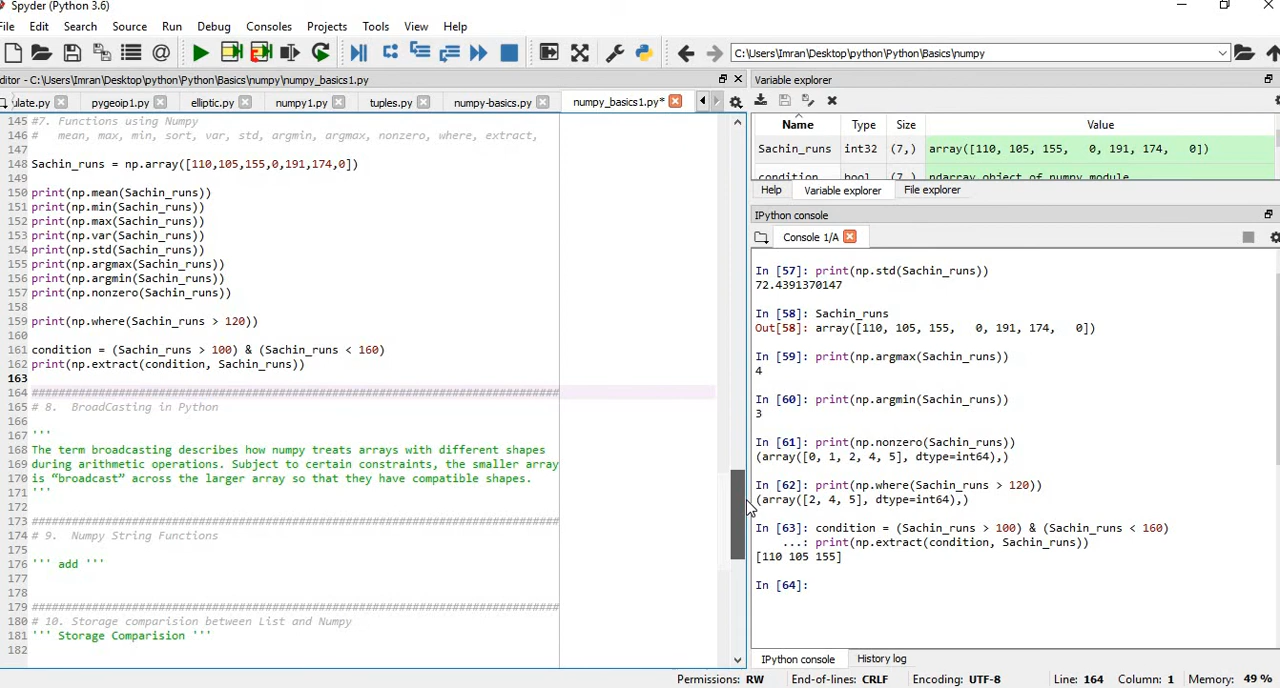 Spyder (Python 3.6)
File Edit Search Source Run Debug Consoles Projects Tools View Help
C:\Users\Imran\Desktop\python\Python\Basics\numpy
ditor - C:\Users\Imran\Desktop\python\Python\Basics\numpy\numpy_basics1.py
ulate.py pygeoip1.py elliptic.py numpy1.py tuples.py numpy-basics.py numpy_basics1.py*
145 #7. Functions using Numpy
146 #   mean, max, min, sort, var, std, argmin, argmax, nonzero, where, extract,
147
148 Sachin_runs = np.array([110,105,155,0,191,174,0])
149
150 print(np.mean(Sachin_runs))
151 print(np.min(Sachin_runs))
152 print(np.max(Sachin_runs))
153 print(np.var(Sachin_runs))
154 print(np.std(Sachin_runs))
155 print(np.argmax(Sachin_runs))
156 print(np.argmin(Sachin_runs))
157 print(np.nonzero(Sachin_runs))
158
159 print(np.where(Sachin_runs > 120))
160
161 condition = (Sachin_runs > 100) & (Sachin_runs < 160)
162 print(np.extract(condition, Sachin_runs))
163
164 ###############################################################################
165 # 8.  BroadCasting in Python
166
167 '''
168 The term broadcasting describes how numpy treats arrays with different shapes
169 during arithmetic operations. Subject to certain constraints, the smaller array
170 is “broadcast” across the larger array so that they have compatible shapes.
171 '''
172
173 ###############################################################################
174 # 9.  Numpy String Functions
175
176 ''' add '''
177
178
179 ###############################################################################
180 # 10. Storage comparision between List and Numpy
181 ''' Storage Comparision '''
182
Variable explorer
Name Type Size Value
Sachin_runs int32 (7,) array([110, 105, 155,   0, 191, 174,   0])
condition bool (7,) ndarray object of numpy module
Help Variable explorer File explorer
IPython console
Console 1/A
In [57]: print(np.std(Sachin_runs))
72.4391370147
In [58]: Sachin_runs
Out[58]: array([110, 105, 155,   0, 191, 174,   0])
In [59]: print(np.argmax(Sachin_runs))
4
In [60]: print(np.argmin(Sachin_runs))
3
In [61]: print(np.nonzero(Sachin_runs))
(array([0, 1, 2, 4, 5], dtype=int64),)
In [62]: print(np.where(Sachin_runs > 120))
(array([2, 4, 5], dtype=int64),)
In [63]: condition = (Sachin_runs > 100) & (Sachin_runs < 160)
...: print(np.extract(condition, Sachin_runs))
[110 105 155]
In [64]:
IPython console History log
Permissions: RW End-of-lines: CRLF Encoding: UTF-8 Line: 164 Column: 1 Memory: 49 %